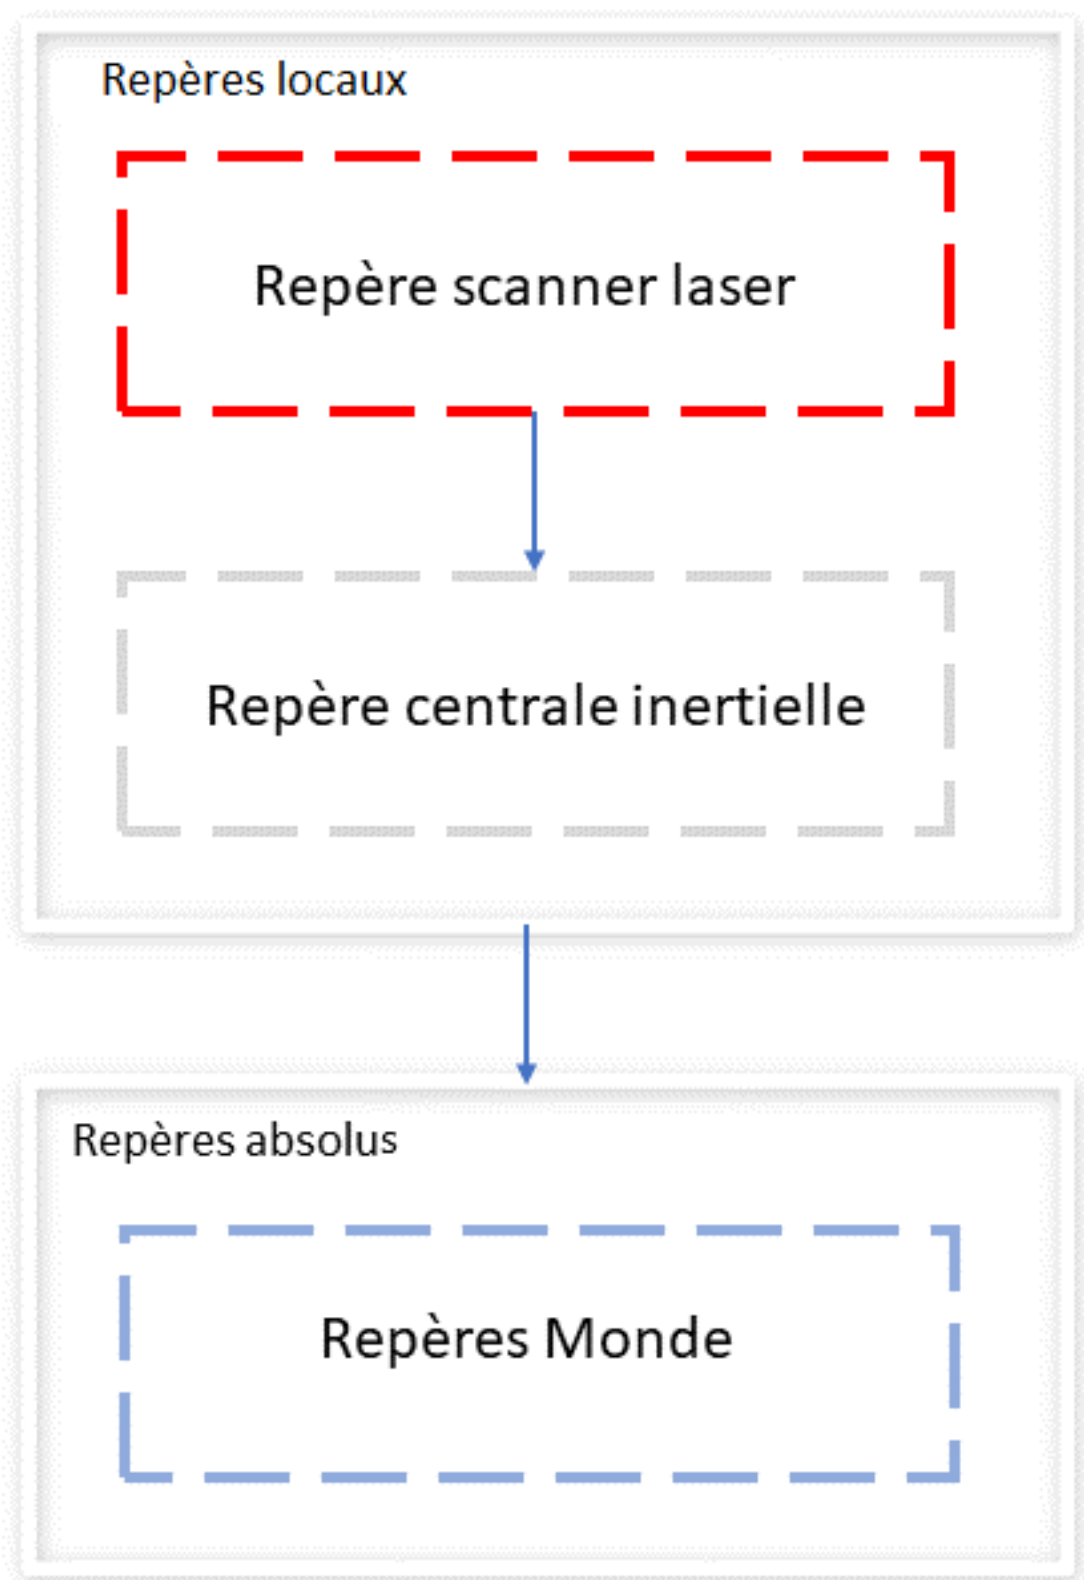 Repères locaux
Repère scanner laser
Repère centrale inertielle
Repères absolus
Repères Monde